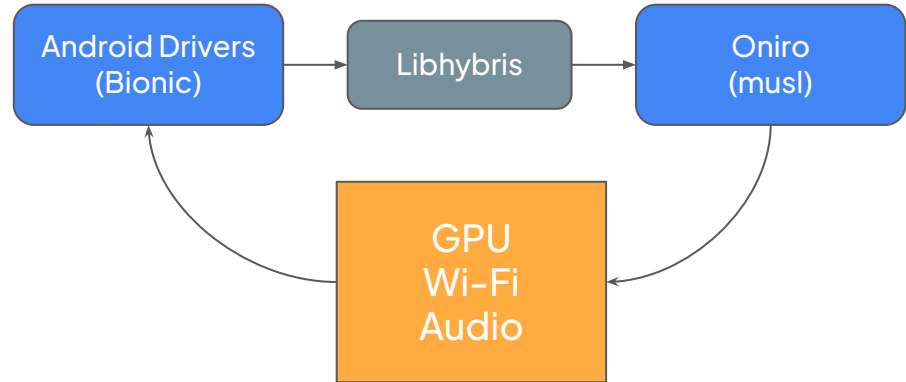 Android Drivers
(Bionic)
Libhybris
Oniro
(musl)
GPU
Wi-Fi
Audio